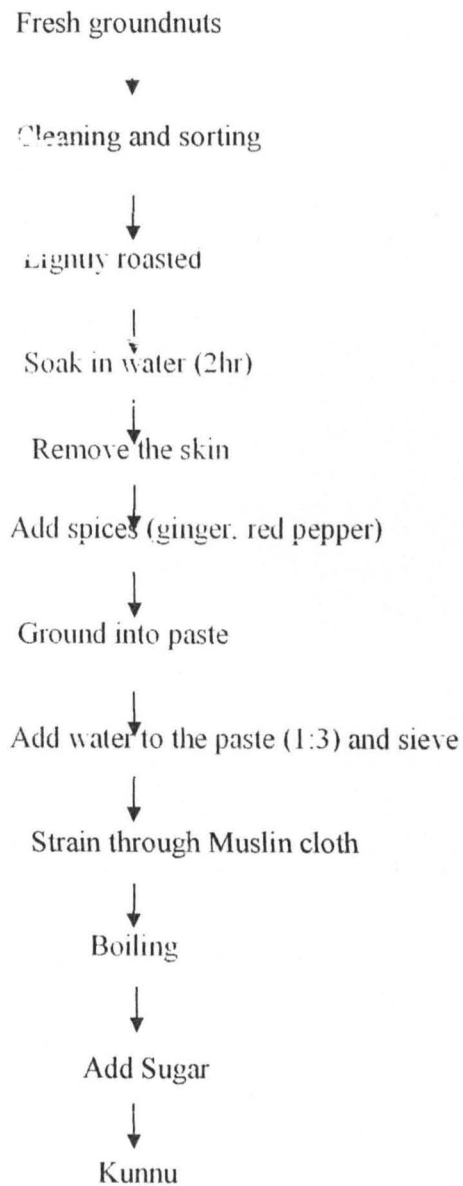 Fresh groundnuts
Cleaning and sorting
Lightly roasted
Soak in water (2hr)
Remove the skin
Add spices (ginger. red pepper)
Ground into paste
Add water to the paste (1:3) and sieve
Strain through Muslin cloth
Boiling
Add Sugar
Kunnu